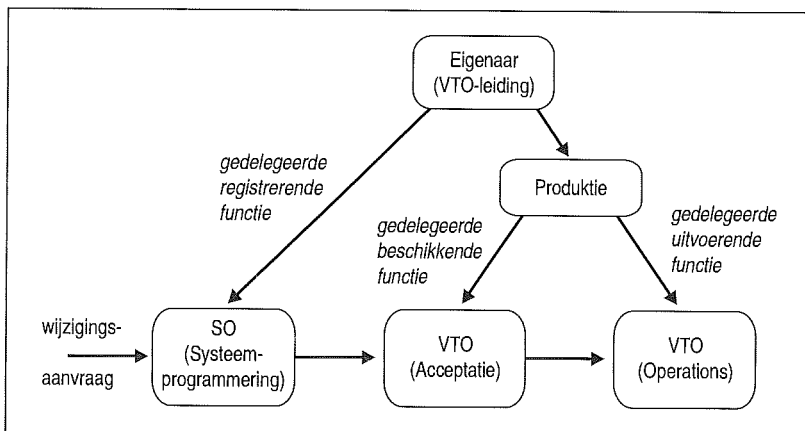 Eigenaar
(VTO-leiding)
gedelegeerde
registrerende
functie
Produktie
gedelegeerde
beschikkende
functie
gedelegeerde
uitvoerende
functie
wijzigings-
aanvraag
SO
(Systeem-
programmering)
VTO
(Acceptatie)
VTO
(Operations)